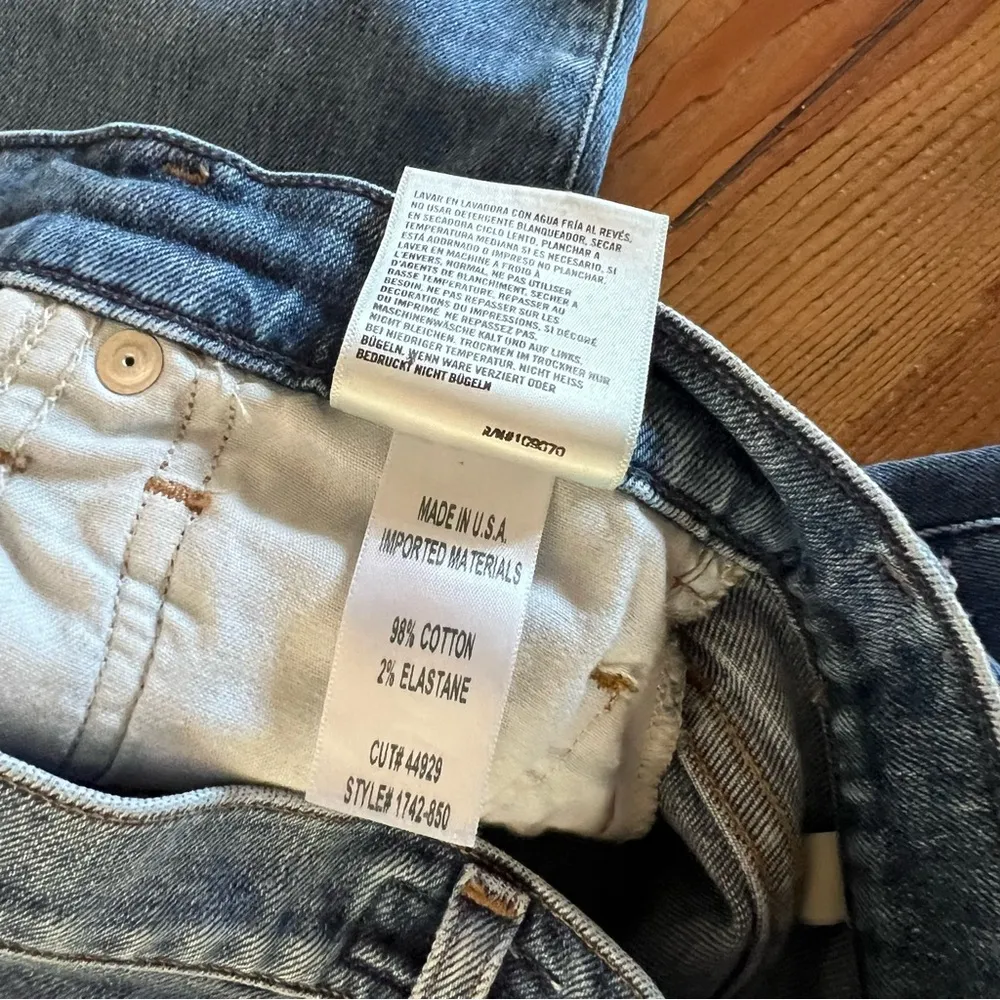 LAVAR EN LAVADORA CON AGUA FRÍA AL REVÉS,
NO USAR DETERGENTE BLANQUEADOR, SECAR
EN SECADORA CICLO LENTO, PLANCHAR A
TEMPERATURA MEDIANA SI ES NECESARIO, SI
ESTÁ ADORNADO O IMPRESO NO PLANCHAR.
LAVER EN MACHINE A FROID À
L'ENVERS, NORMAL, NE PAS UTILISER
D'AGENTS DE BLANCHIMENT, SECHER A
BASSE TEMPERATURE, REPASSER AU
BESOIN. NE PAS REPASSER SUR LES
DÉCORATIONS OU IMPRESSIONS, SI DÉCORÉ
OU IMPRIMÉ NE REPASSEZ PAS.
MASCHINENWÄSCHE KALT UND AUF LINKS,
NICHT BLEICHEN. TROCKNEN IM TROCKNER NUR
BEI NIEDRIGER TEMPERATUR. NICHT HEISS
BÜGELN. WENN WARE VERZIERT ODER
BEDRUCKT NICHT BÜGELN
R/N#109070
MADE IN U.S.A.
IMPORTED MATERIALS
98% COTTON
2% ELASTANE
CUT# 44929
STYLE# 1742-850